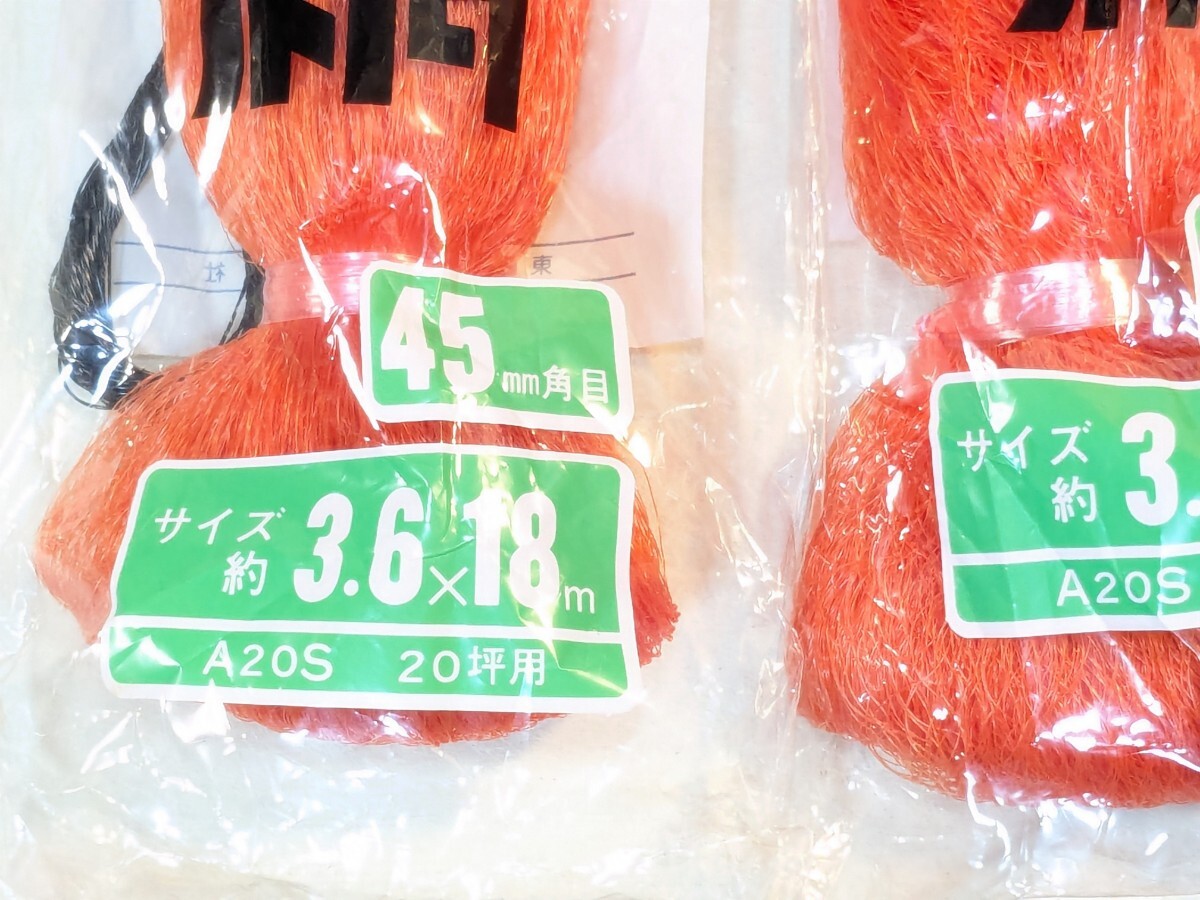 東
45mm角目
サイズ
約 3.6×18m
A20S 20坪用
サイズ
約 3.
A20S